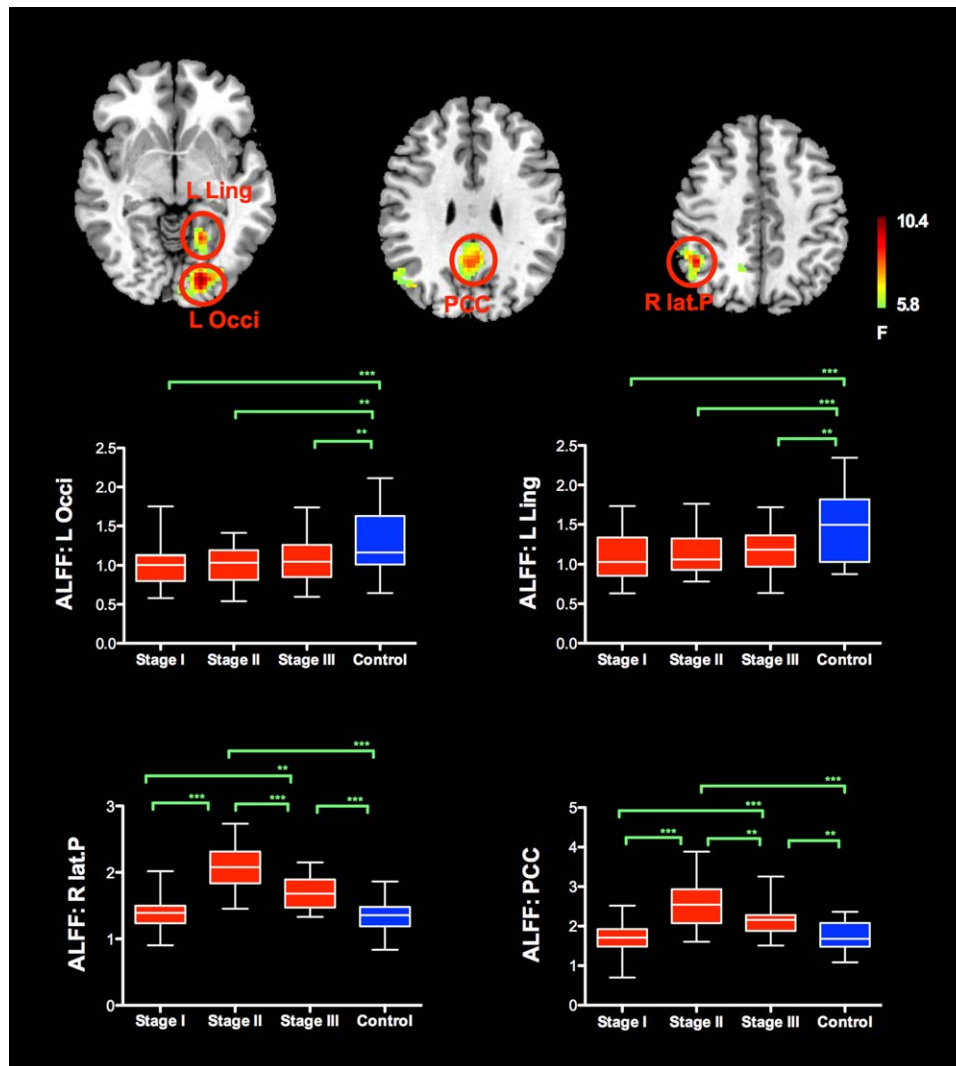 L Ling
L Occi
PCC
R lat.P
10.4
5.8
F
***
**
**
ALFF: L Occi
2.5
2.0
1.5
1.0
0.5
0.0
Stage I Stage II Stage III Control
***
***
**
ALFF: L Ling
2.5
2.0
1.5
1.0
0.5
0.0
Stage I Stage II Stage III Control
***
**
*** *** ***
ALFF: R lat.P
3
2
1
0
Stage I Stage II Stage III Control
***
***
*** ** **
ALFF: PCC
5
4
3
2
1
0
Stage I Stage II Stage III Control